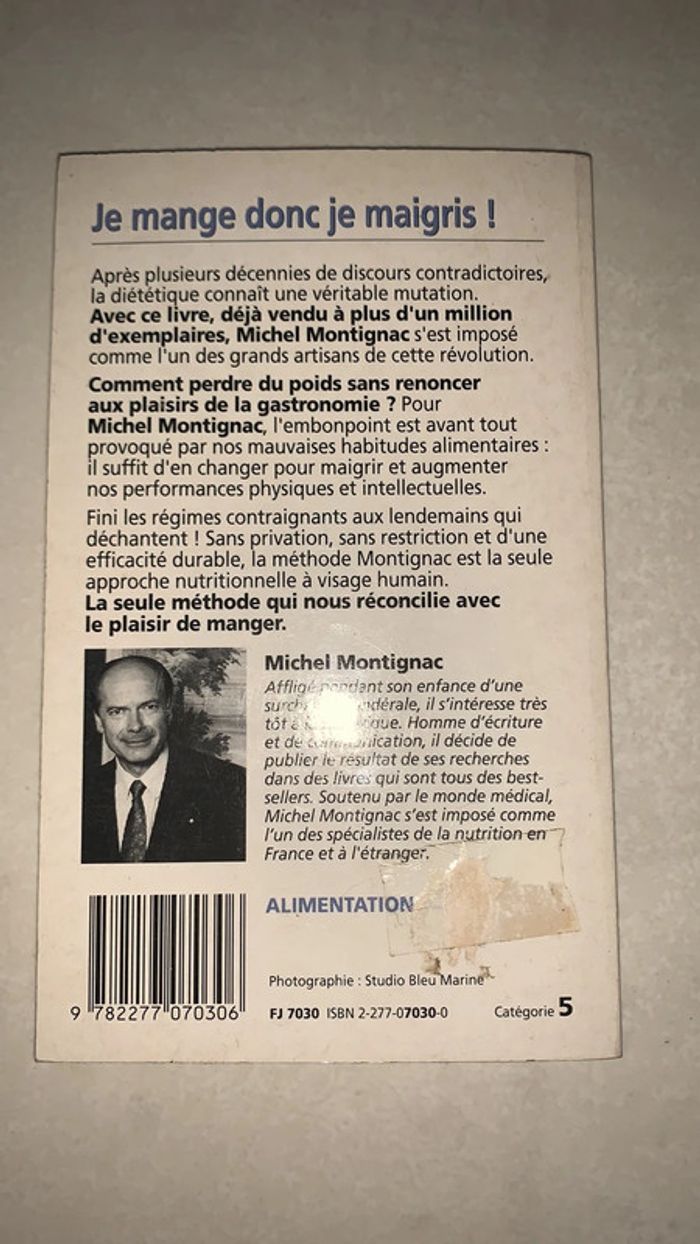 Je mange donc je maigris !
Après plusieurs décennies de discours contradictoires,
la diététique connaît une véritable mutation.
Avec ce livre, déjà vendu à plus d'un million
d'exemplaires, Michel Montignac s'est imposé
comme l'un des grands artisans de cette révolution.
Comment perdre du poids sans renoncer
aux plaisirs de la gastronomie ? Pour
Michel Montignac, l'embonpoint est avant tout
provoqué par nos mauvaises habitudes alimentaires :
il suffit d'en changer pour maigrir et augmenter
nos performances physiques et intellectuelles.
Fini les régimes contraignants aux lendemains qui
déchantent ! Sans privation, sans restriction et d'une
efficacité durable, la méthode Montignac est la seule
approche nutritionnelle à visage humain.
La seule méthode qui nous réconcilie avec
le plaisir de manger.
Michel Montignac
Affligé pendant son enfance d'une
il s'intéresse très
tôt Homme d'écriture
et de communication, il décide de
publier le résultat de ses recherches
dans des livres qui sont tous des best-
sellers. Soutenu par le monde médical,
Michel Montignac s'est imposé comme
l'un des spécialistes de la nutrition en
France et à l'étranger.
ALIMENTATION
Photographie : Studio Bleu Marine
9 782277 070306
FJ 7030 ISBN 2-277-07030-0
Catégorie 5